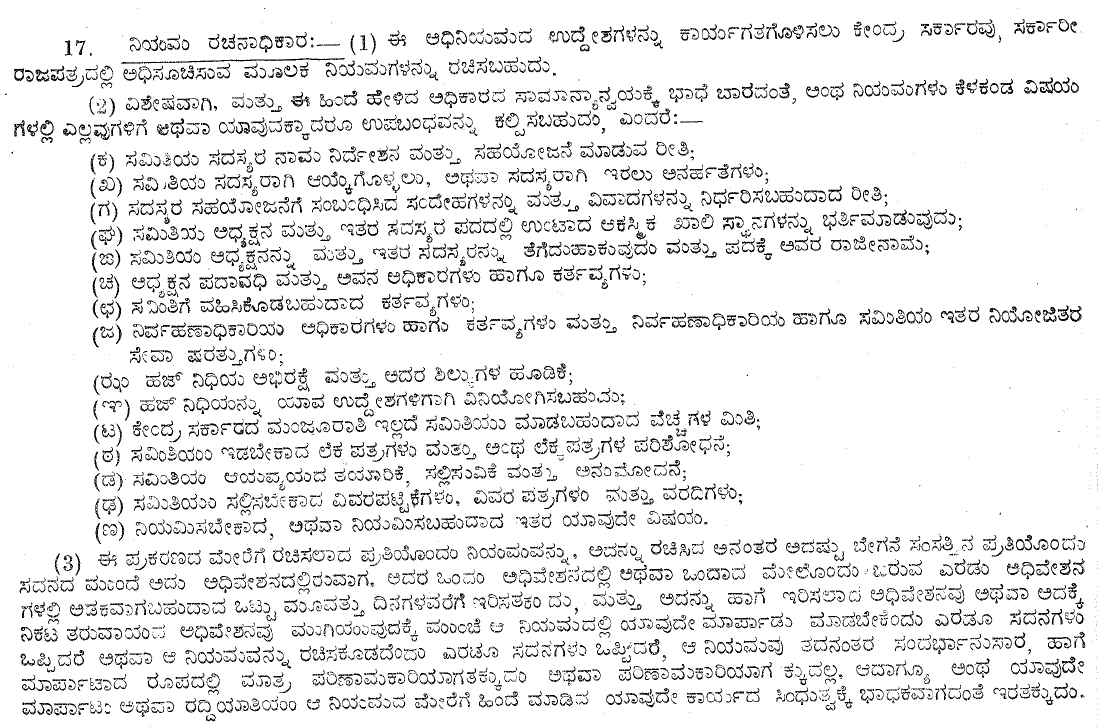 17. ನಿಯಮ ರಚನಾಧಿಕಾರ:— (1) ಈ ಅಧಿನಿಯಮದ ಉದ್ದೇಶಗಳನ್ನು ಕಾರ್ಯಗತಗೊಳಿಸಲು ಕೇಂದ್ರ ಸರ್ಕಾರವು, ಸರ್ಕಾರೀ
ರಾಜಪತ್ರದಲ್ಲಿ ಅಧಿಸೂಚಿಸುವ ಮೂಲಕ ನಿಯಮಗಳನ್ನು ರಚಿಸಬಹುದು.
(2) ವಿಶೇಷವಾಗಿ, ಮತ್ತು ಈ ಹಿಂದೆ ಹೇಳಿದ ಅಧಿಕಾರದ ಸಾಮಾನ್ಯಾನ್ವಯಕ್ಕೆ ಭಾಧೆ ಬಾರದಂತೆ, ಅಂಥ ನಿಯಮಗಳು ಕೆಳಕಂಡ ವಿಷಯ
ಗಳಲ್ಲಿ ಎಲ್ಲವುಗಳಿಗೆ ಅಥವಾ ಯಾವುದಕ್ಕಾದರೂ ಉಪಬಂಧವನ್ನು ಕಲ್ಪಿಸಬಹುದು, ಎಂದರೆ:—
(ಕ) ಸಮಿತಿಯ ಸದಸ್ಯರ ನಾಮ ನಿರ್ದೇಶನ ಮತ್ತು ಸಹಯೋಜನೆ ಮಾಡುವ ರೀತಿ;
(ಖ) ಸಮಿತಿಯ ಸದಸ್ಯರಾಗಿ ಆಯ್ಕೆಗೊಳ್ಳಲು, ಅಥವಾ ಸದಸ್ಯರಾಗಿ ಇರಲು ಅನರ್ಹತೆಗಳು;
(ಗ) ಸದಸ್ಯರ ಸಹಯೋಜನೆಗೆ ಸಂಬಂಧಿಸಿದ ಸಂದೇಹಗಳನ್ನು ಮತ್ತು ವಿವಾದಗಳನ್ನು ನಿರ್ಧರಿಸಬಹುದಾದ ರೀತಿ;
(ಘ) ಸಮಿತಿಯ ಅಧ್ಯಕ್ಷನ ಮತ್ತು ಇತರ ಸದಸ್ಯರ ಪದದಲ್ಲಿ ಉಂಟಾದ ಆಕಸ್ಮಿಕ ಖಾಲಿ ಸ್ಥಾನಗಳನ್ನು ಭರ್ತಿಮಾಡುವುದು;
(ಙ) ಸಮಿತಿಯ ಅಧ್ಯಕ್ಷನನ್ನು ಮತ್ತು ಇತರ ಸದಸ್ಯರನ್ನು ತೆಗೆದುಹಾಕುವುದು ಮತ್ತು ಪದಕ್ಕೆ ಅವರ ರಾಜೀನಾಮೆ;
(ಚ) ಅಧ್ಯಕ್ಷನ ಪದಾವಧಿ ಮತ್ತು ಅವನ ಅಧಿಕಾರಗಳು ಹಾಗೂ ಕರ್ತವ್ಯಗಳು;
(ಛ) ಸಮಿತಿಗೆ ವಹಿಸಿಕೊಡಬಹುದಾದ ಕರ್ತವ್ಯಗಳು;
(ಜ) ನಿರ್ವಹಣಾಧಿಕಾರಿಯ ಅಧಿಕಾರಗಳು ಹಾಗು ಕರ್ತವ್ಯಗಳು ಮತ್ತು ನಿರ್ವಹಣಾಧಿಕಾರಿಯ ಹಾಗೂ ಸಮಿತಿಯ ಇತರ ನಿಯೋಜಿತರ
ಸೇವಾ ಷರತ್ತುಗಳು;
(ಝ) ಹಜ್ ನಿಧಿಯ ಅಭಿರಕ್ಷೆ ಮತ್ತು ಅದರ ಶಿಲ್ಕುಗಳ ಹೂಡಿಕೆ;
(ಞ) ಹಜ್ ನಿಧಿಯನ್ನು ಯಾವ ಉದ್ದೇಶಗಳಿಗಾಗಿ ವಿನಿಯೋಗಿಸಬಹುದು;
(ಟ) ಕೇಂದ್ರ ಸರ್ಕಾರದ ಮಂಜೂರಾತಿ ಇಲ್ಲದೆ ಸಮಿತಿಯು ಮಾಡಬಹುದಾದ ವೆಚ್ಚಗಳ ಮಿತಿ;
(ಠ) ಸಮಿತಿಯು ಇಡಬೇಕಾದ ಲೆಕ್ಕ ಪತ್ರಗಳು ಮತ್ತು ಅಂಥ ಲೆಕ್ಕ ಪತ್ರಗಳ ಪರಿಶೋಧನೆ;
(ಡ) ಸಮಿತಿಯ ಆಯವ್ಯಯದ ತಯಾರಿಕೆ, ಸಲ್ಲಿಸುವಿಕೆ ಮತ್ತು ಅನುಮೋದನೆ;
(ಢ) ಸಮಿತಿಯು ಸಲ್ಲಿಸಬೇಕಾದ ವಿವರಪಟ್ಟಿಕೆಗಳು, ವಿವರ ಪತ್ರಗಳು ಮತ್ತು ವರದಿಗಳು;
(ಣ) ನಿಯಮಿಸಬೇಕಾದ, ಅಥವಾ ನಿಯಮಿಸಬಹುದಾದ ಇತರ ಯಾವುದೇ ವಿಷಯ.
(3) ಈ ಪ್ರಕರಣದ ಮೇರೆಗೆ ರಚಿಸಲಾದ ಪ್ರತಿಯೊಂದು ನಿಯಮವನ್ನು, ಅದನ್ನು ರಚಿಸಿದ ಅನಂತರ ಆದಷ್ಟು ಬೇಗನೆ ಸಂಸತ್ತಿನ ಪ್ರತಿಯೊಂದು
ಸದನದ ಮುಂದೆ ಅದು ಅಧಿವೇಶನದಲ್ಲಿರುವಾಗ, ಅದರ ಒಂದು ಅಧಿವೇಶನದಲ್ಲಿ ಅಥವಾ ಒಂದಾದ ಮೇಲೊಂದು ಬರುವ ಎರಡು ಅಧಿವೇಶನ
ಗಳಲ್ಲಿ ಅಡಕವಾಗಬಹುದಾದ ಒಟ್ಟು ಮೂವತ್ತು ದಿನಗಳವರೆಗೆ ಇರಿಸತಕ್ಕದು, ಮತ್ತು ಅದನ್ನು ಹಾಗೆ ಇರಿಸಲಾದ ಅಧಿವೇಶನವು ಅಥವಾ ಅದಕ್ಕೆ
ನಿಕಟ ತರುವಾಯದ ಅಧಿವೇಶನವು ಮುಗಿಯುವುದಕ್ಕೆ ಮುಂಚೆ ಆ ನಿಯಮದಲ್ಲಿ ಯಾವುದೇ ಮಾರ್ಪಾಡು ಮಾಡಬೇಕೆಂದು ಎರಡೂ ಸದನಗಳು
ಒಪ್ಪಿದರೆ ಅಥವಾ ಆ ನಿಯಮವನ್ನು ರಚಿಸಕೂಡದೆಂದು ಎರಡೂ ಸದನಗಳು ಒಪ್ಪಿದರೆ, ಆ ನಿಯಮವು ತದನಂತರ ಸಂದರ್ಭಾನುಸಾರ, ಹಾಗೆ
ಮಾರ್ಪಾಟಾದ ರೂಪದಲ್ಲಿ ಮಾತ್ರ ಪರಿಣಾಮಕಾರಿಯಾಗತಕ್ಕುದು ಅಥವಾ ಪರಿಣಾಮಕಾರಿಯಾಗ ಕ್ಕುದಲ್ಲ, ಆದಾಗ್ಯೂ ಅಂಥ ಯಾವುದೇ
ಮಾರ್ಪಾಟು ಅಥವಾ ರದ್ದಿಯಾತಿಯು ಆ ನಿಯಮದ ಮೇರೆಗೆ ಹಿಂದೆ ಮಾಡಿದ ಯಾವುದೇ ಕಾರ್ಯದ ಸಿಂಧುತ್ವಕ್ಕೆ ಭಾಧಕವಾಗದಂತೆ ಇರತಕ್ಕುದು.